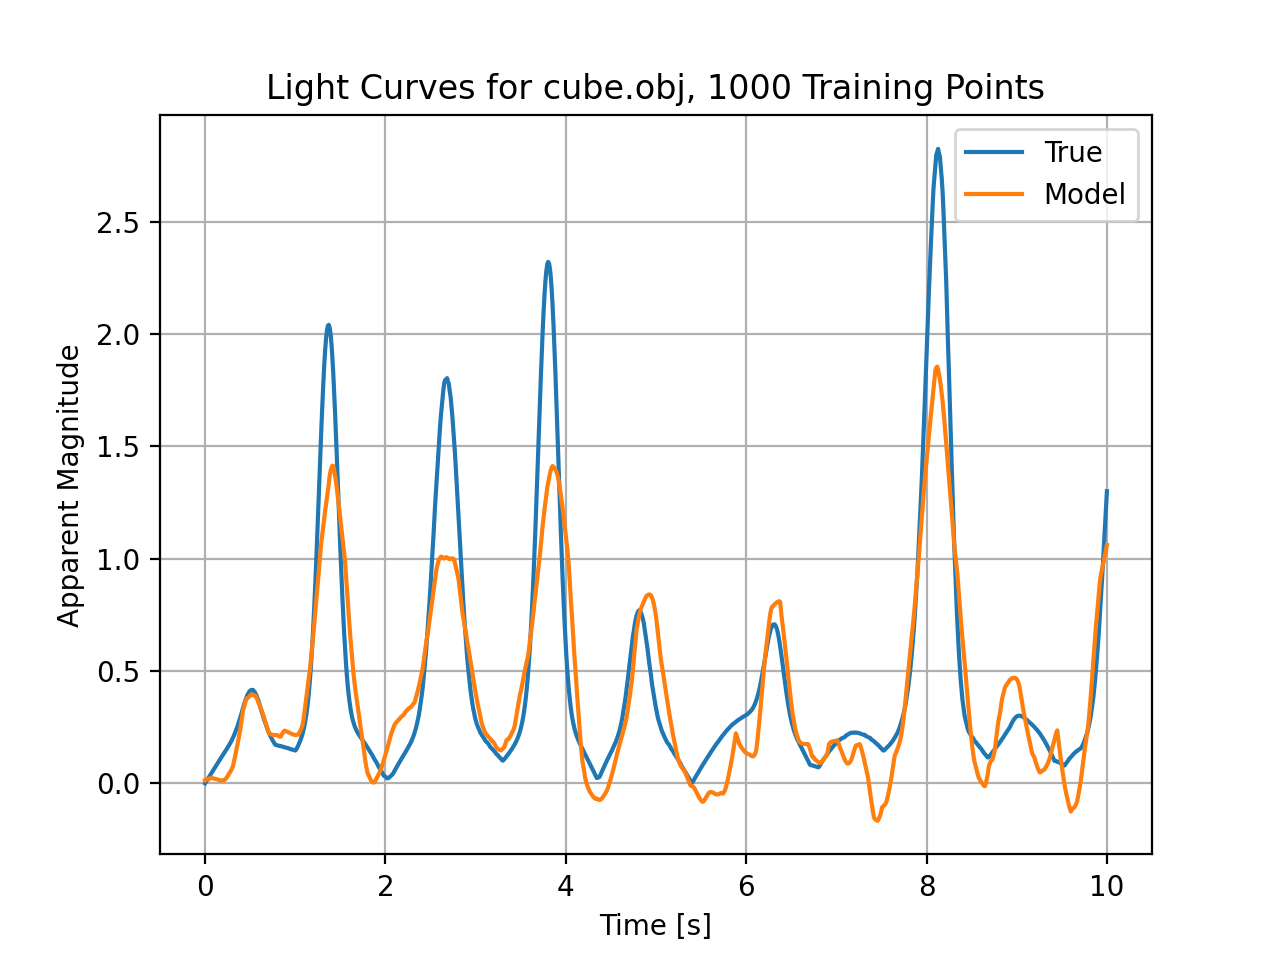 Light Curves for cube.obj, 1000 Training Points
True
Model
2.5
2.0
1.5
1.0
0.5
0.0
Apparent Magnitude
0 2 4 6 8 10
Time [s]